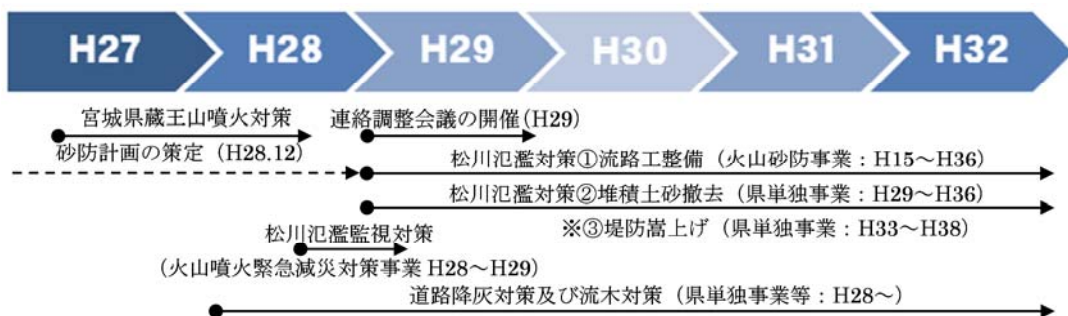 H27 H28 H29 H30 H31 H32
宮城県蔵王山噴火対策
砂防計画の策定（H28.12）
連絡調整会議の開催（H29）
松川氾濫対策①流路工整備（火山砂防事業：H15～H36）
松川氾濫対策②堆積土砂撤去（県単独事業：H29～H36）
※③堤防嵩上げ（県単独事業：H33～H38）
松川氾濫監視対策
（火山噴火緊急減災対策事業 H28～H29）
道路降灰対策及び流木対策（県単独事業等：H28～）